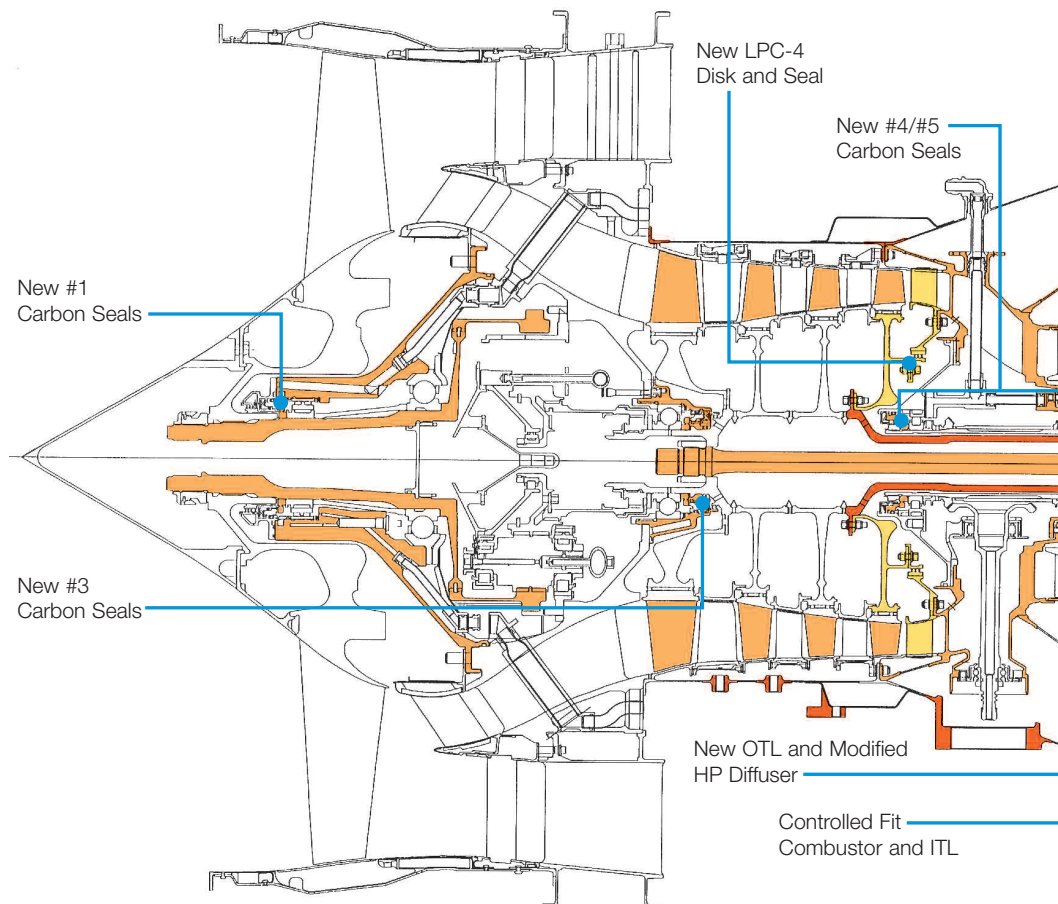 New LPC-4
Disk and Seal
New #4/#5
Carbon Seals
New #1
Carbon Seals
New #3
Carbon Seals
New OTL and Modified
HP Diffuser
Controlled Fit
Combustor and ITL